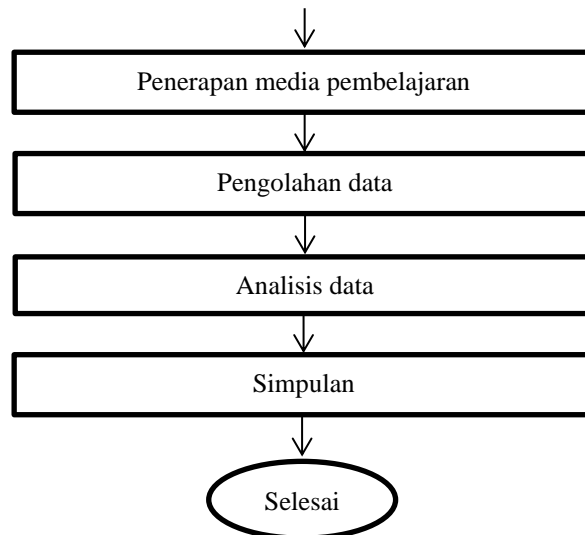 Penerapan media pembelajaran
Pengolahan data
Analisis data
Simpulan
Selesai